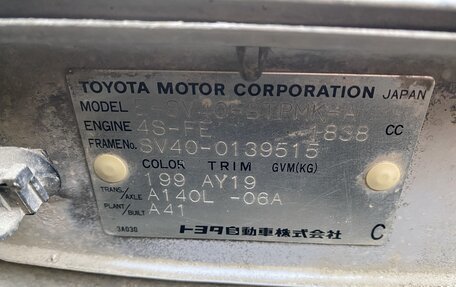 TOYOTA MOTOR CORPORATION JAPAN
MODEL
ENGINE 4S-FE 1838 CC
FRAME No. SV40-0139515
COLOR TRIM GVM(KG)
199 AY19
TRANS./AXLE A140L -06A
PLANT/BUILT A41
3A030
トヨタ自動車株式会社 C